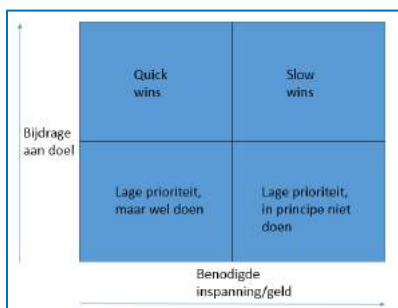 Quick
wins
Slow
wins
Bijdrage
aan doel
Lage prioriteit,
maar wel doen
Lage prioriteit,
in principe niet
doen
Benodigde
inspanning/geld